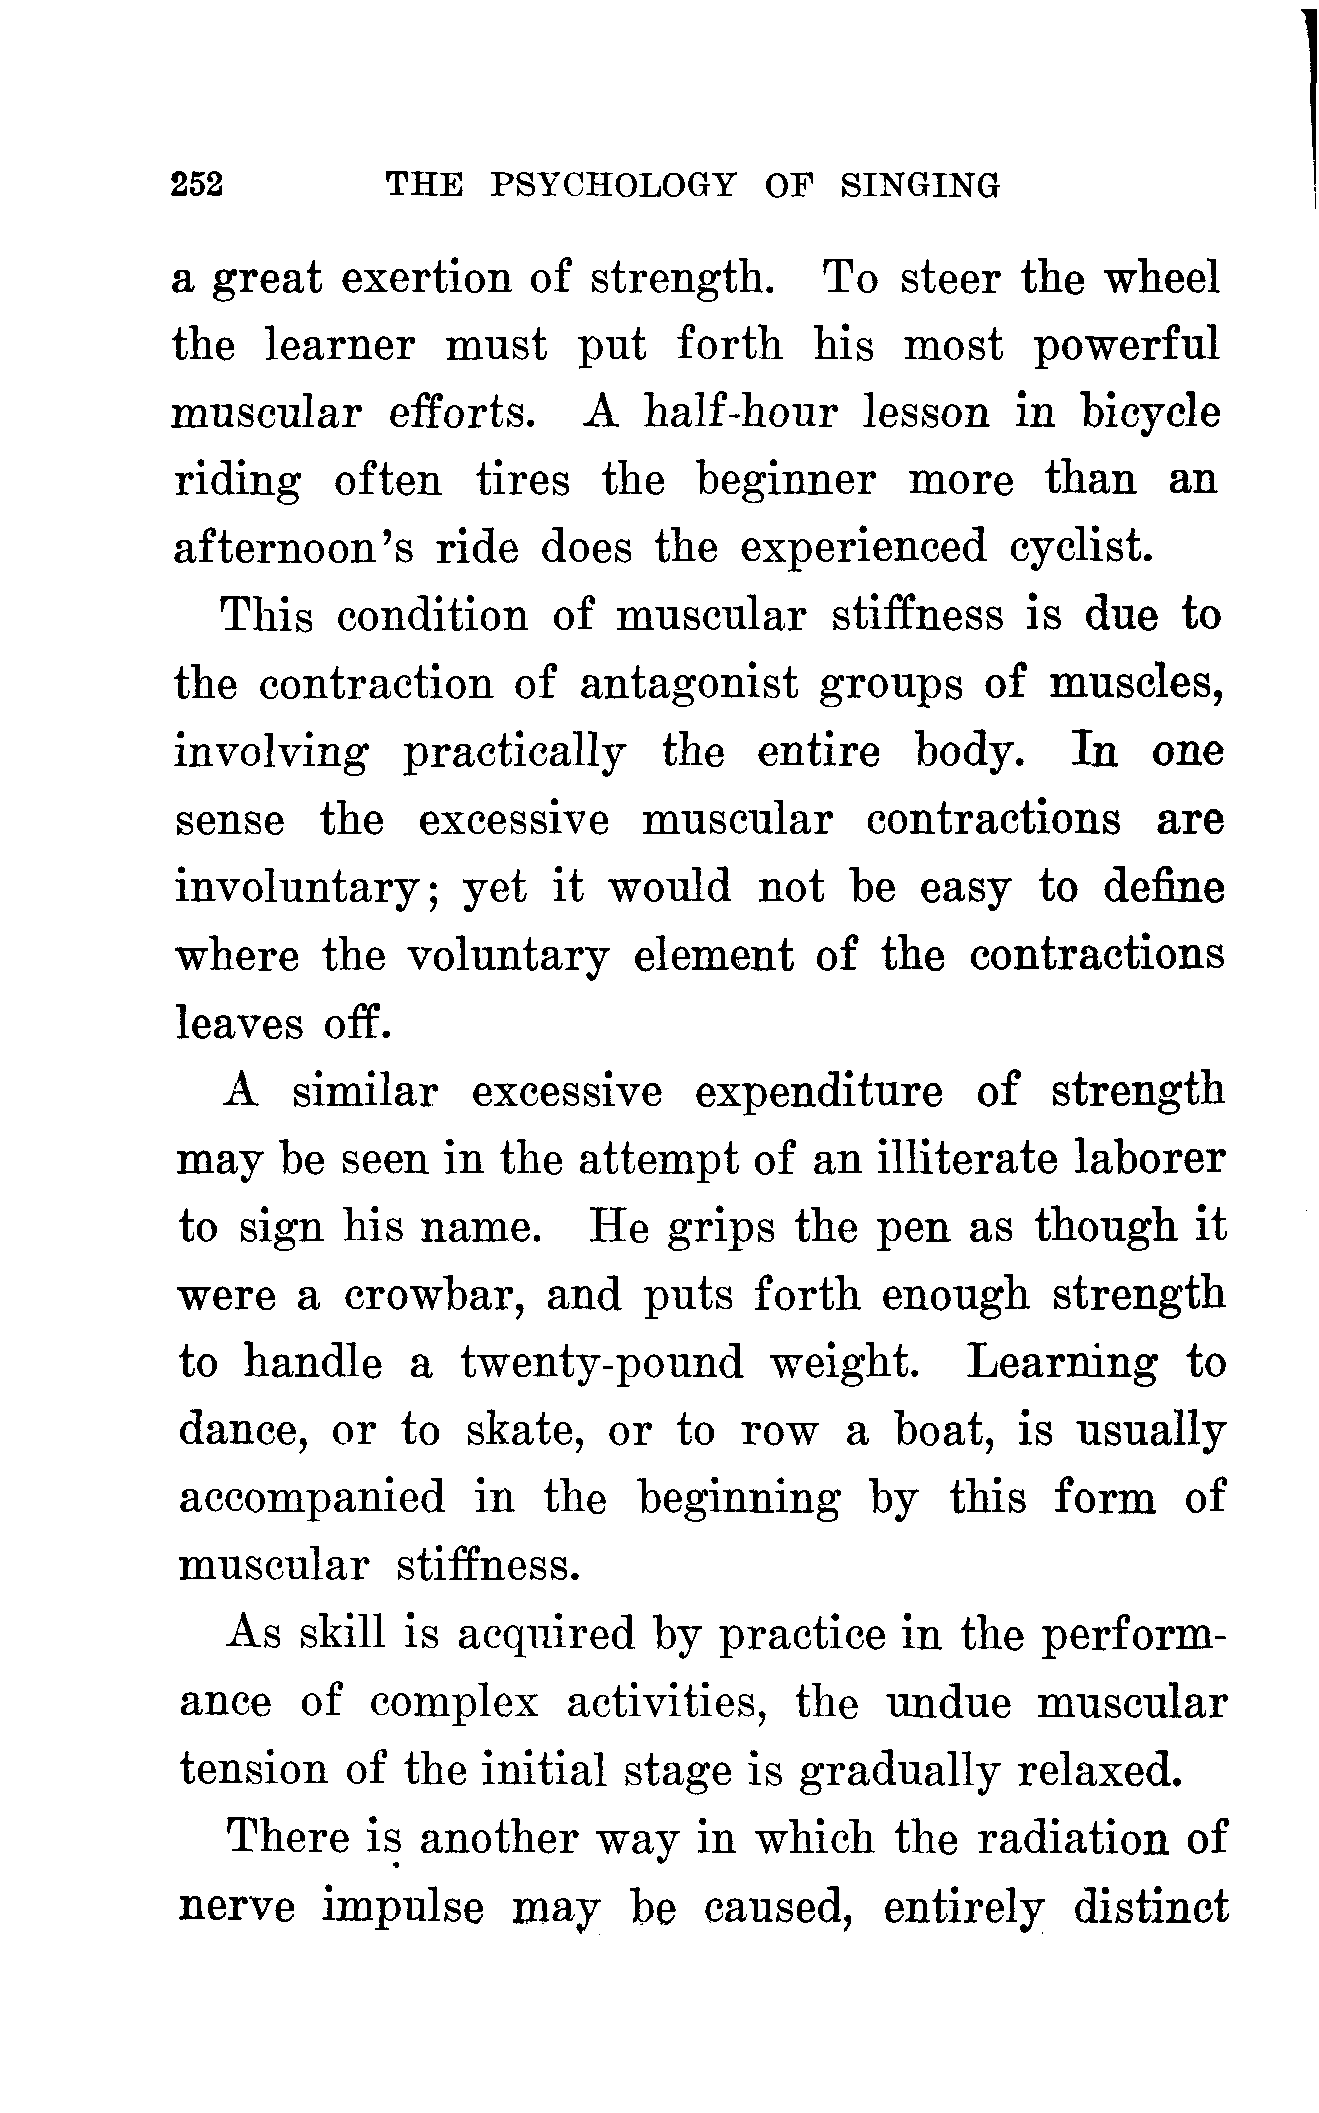 252 THE PSYCHOLOGY OF SINGING
a great exertion of strength. To steer the wheel
the learner must put forth his most powerful
muscular efforts. A half-hour lesson in bicycle
riding often tires the beginner more than an
afternoon's ride does the experienced cyclist.
This condition of muscular stiffness is due to
the contraction of antagonist groups of muscles,
involving practically the entire body. In one
sense the excessive muscular contractions are
involuntary; yet it would not be easy to define
where the voluntary element of the contractions
leaves off.
A similar excessive expenditure of strength
may be seen in the attempt of an illiterate laborer
to sign his name. He grips the pen as though it
were a crowbar, and puts forth enough strength
to handle a twenty-pound weight. Learning to
dance, or to skate, or to row a boat, is usually
accompanied in the beginning by this form of
muscular stiffness.
As skill is acquired by practice in the perform-
ance of complex activities, the undue muscular
tension of the initial stage is gradually relaxed.
There is another way in which the radiation of
nerve impulse may be caused, entirely distinct